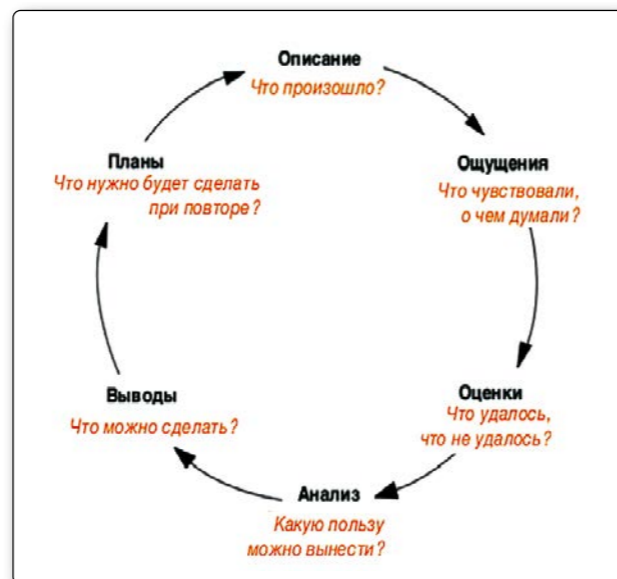 Описание
Что произошло?
Ощущения
Что чувствовали,
о чем думали?
Оценки
Что удалось,
что не удалось?
Анализ
Какую пользу
можно вынести?
Выводы
Что можно сделать?
Планы
Что нужно будет сделать
при повторе?